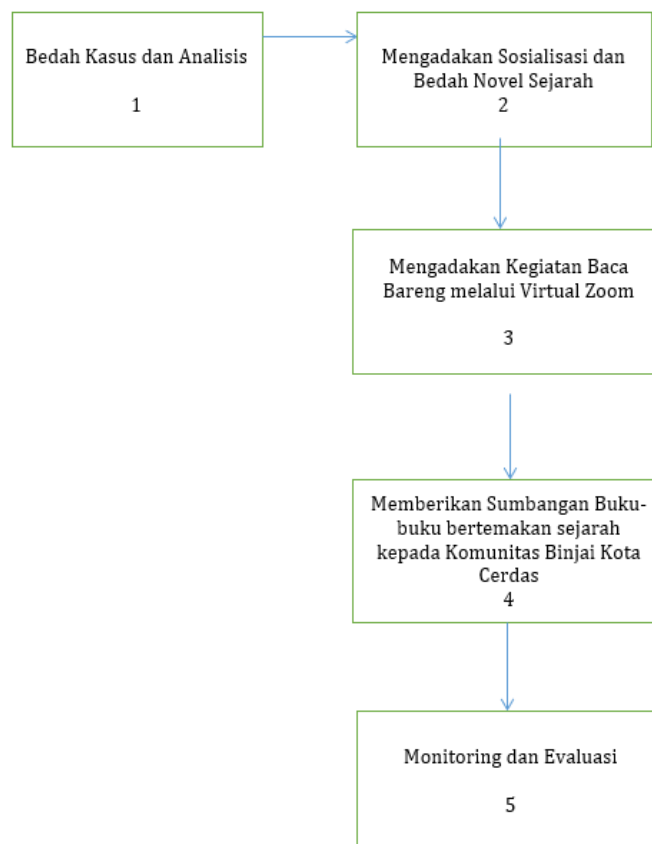 Bedah Kasus dan Analisis
1
Mengadakan Sosialisasi dan
Bedah Novel Sejarah
2
Mengadakan Kegiatan Baca
Bareng melalui Virtual Zoom
3
Memberikan Sumbangan Buku-
buku bertemakan sejarah
kepada Komunitas Binjai Kota
Cerdas
4
Monitoring dan Evaluasi
5